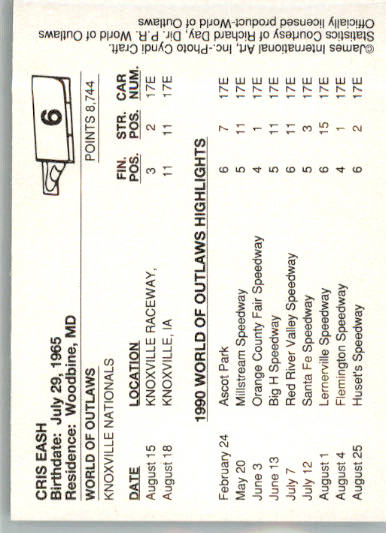 CRIS EASH
Birthdate: July 29, 1965
Residence: Woodbine, MD
6
WORLD OF OUTLAWS POINTS 8,744
KNOXVILLE NATIONALS
DATE LOCATION FIN. POS. STR. POS. CAR NUM.
August 15 KNOXVILLE RACEWAY, 3 2 17E
August 18 KNOXVILLE, IA 11 11 17E
1990 WORLD OF OUTLAWS HIGHLIGHTS
February 24 Ascot Park 6 7 17E
May 20 Millstream Speedway 5 11 17E
June 3 Orange County Fair Speedway 4 1 17E
June 13 Big H Speedway 5 11 17E
July 7 Red River Valley Speedway 6 11 17E
July 12 Santa Fe Speedway 5 3 17E
August 1 Lernerville Speedway 6 15 17E
August 4 Flemington Speedway 4 1 17E
August 25 Huset's Speedway 6 2 17E
©James International Art, Inc.-Photo Cyndi Craft.
Statistics Courtesy of Richard Day, Dir. P.R. World of Outlaws
Officially licensed product-World of Outlaws